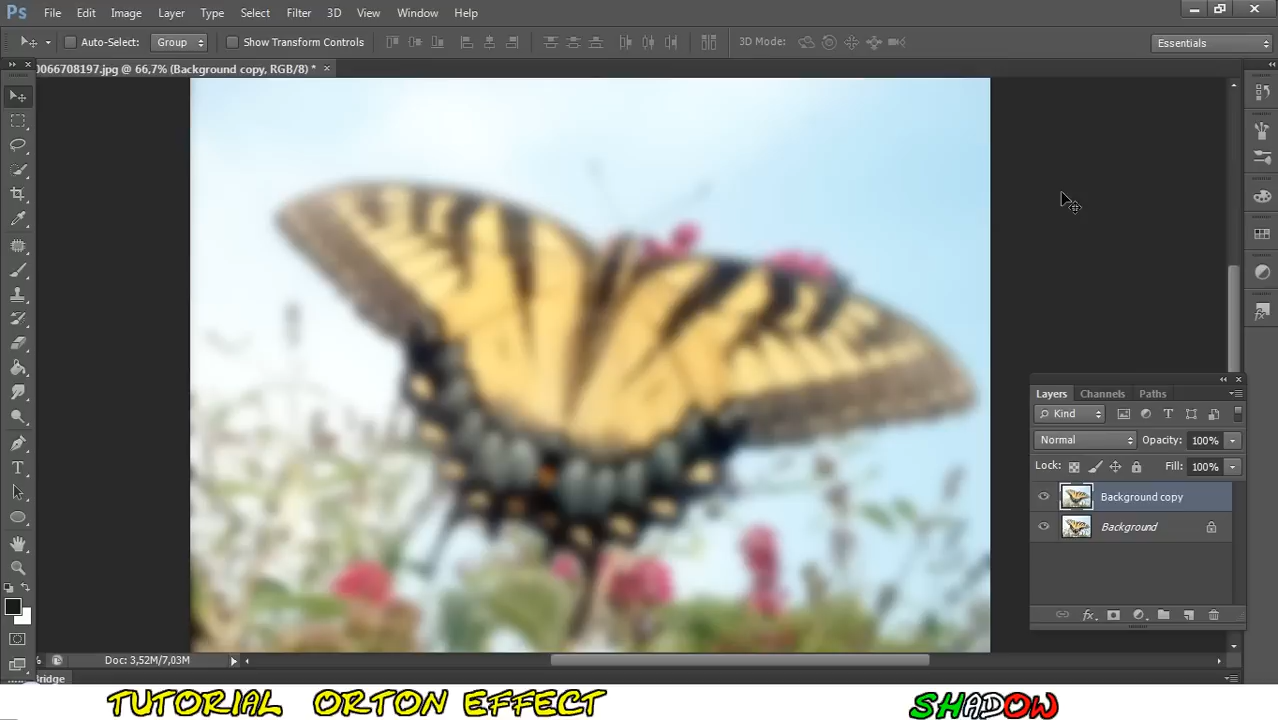 Ps File Edit Image Layer Type Select Filter 3D View Window Help
Auto-Select: Group Show Transform Controls 3D Mode: Essentials
0066708197.jpg @ 66,7% (Background copy, RGB/8) * ×
Layers Channels Paths
Kind
Normal Opacity: 100%
Lock: Fill: 100%
Background copy
Background
% Doc: 3,52M/7,03M
Bridge
TUTORIAL ORTON EFFECT SHADOW